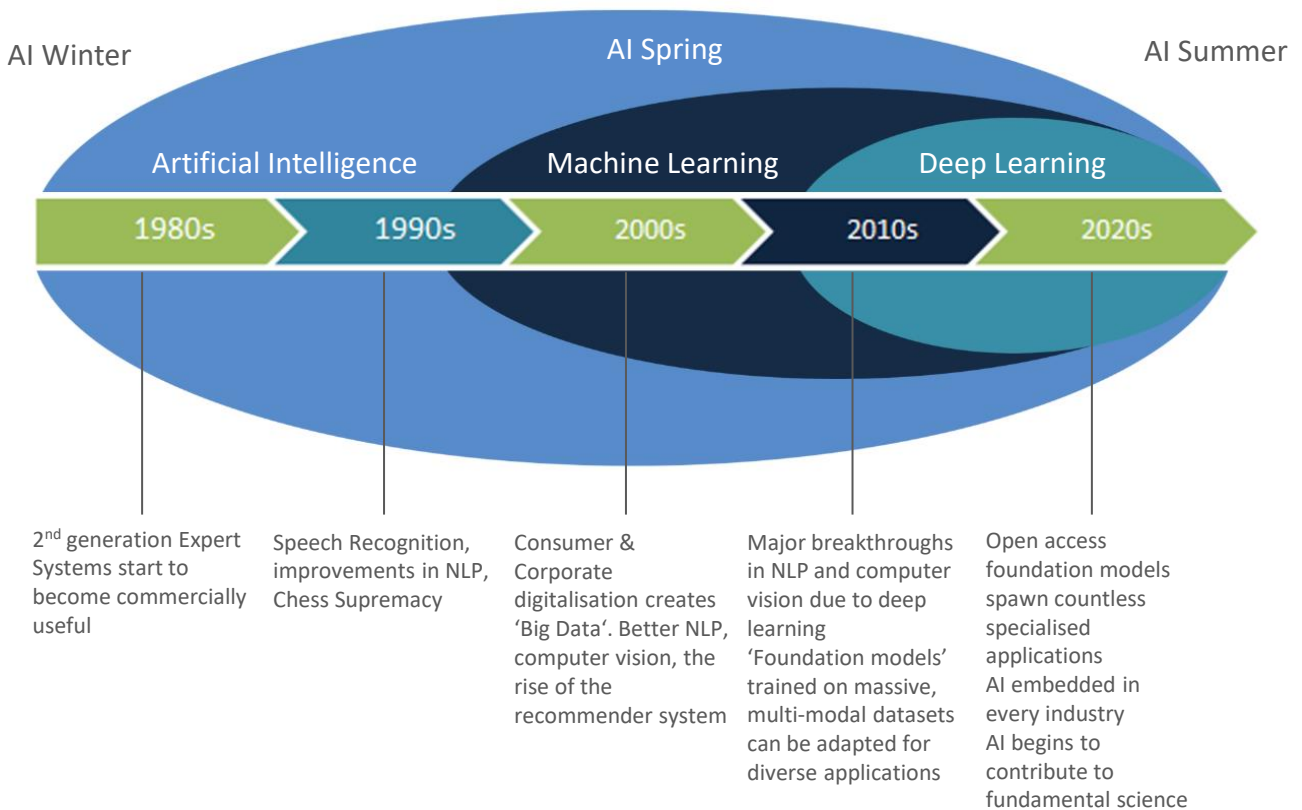 AI Winter
AI Spring
AI Summer
Artificial Intelligence
Machine Learning
Deep Learning
1980s
1990s
2000s
2010s
2020s
2nd generation Expert
Systems start to
become commercially
useful
Speech Recognition,
improvements in NLP,
Chess Supremacy
Consumer &
Corporate
digitalisation creates
‘Big Data‘. Better NLP,
computer vision, the
rise of the
recommender system
Major breakthroughs
in NLP and computer
vision due to deep
learning
‘Foundation models’
trained on massive,
multi-modal datasets
can be adapted for
diverse applications
Open access
foundation models
spawn countless
specialised
applications
AI embedded in
every industry
AI begins to
contribute to
fundamental science